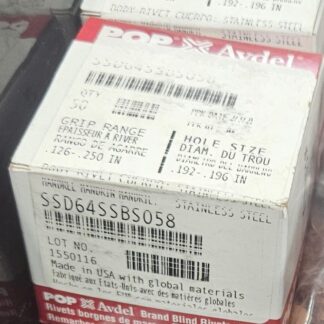 .192-.196 IN
BODY-RIVET CUERPO: STAINLESS STEEL
POP Avdel
SSD64SSBS058
QTY
50
GRIP RANGE
EPAISSEUR A RIVER
RANGO DE AGARRE
.126-.250 IN
HOLE SIZE
DIAM. DU TROU
.192-.196 IN
MANDREL MANDRIN MANDRIL: STAINLESS STEEL
SSD64SSBS058
LOT NO.
1550116
Made in USA with global materials
Fabriqué aux États-Unis avec des matières globales
POP Avdel Brand Blind Rivets
Rivets borgnes de
Remaches